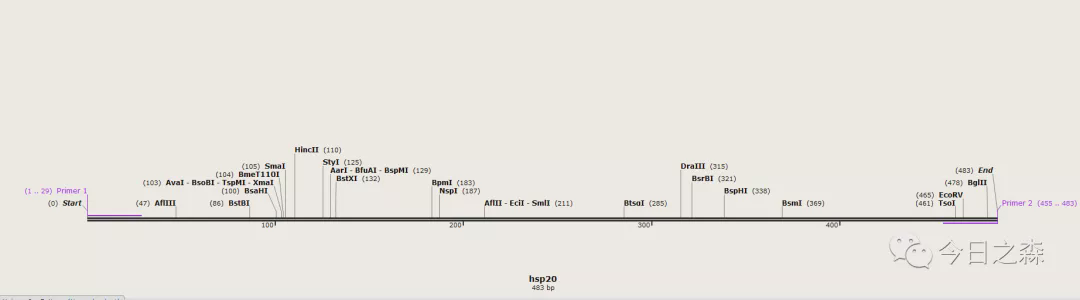 HincII (110)
StyI (125)
(105) SmaI
AarI - BfuAI - BspMI (129)
DraIII (315)
(483) End
(104) BmeT110I
BstXI (132)
BsrBI (321)
(103) AvaI - BsoBI - TspMI - XmaI
BpmI (183)
(478) BglII
(1 .. 29) Primer 1
(100) BsaHI
NspI (187)
BspHI (338)
(465) EcoRV
(0) Start
(47) AflIII
(86) BstBI
AflII - EciI - SmlI (211)
BtsoI (285)
BsmI (369)
(461) TsoI
Primer 2 (455 .. 483)
100
200
300
400
今日之森
hsp20
483 bp